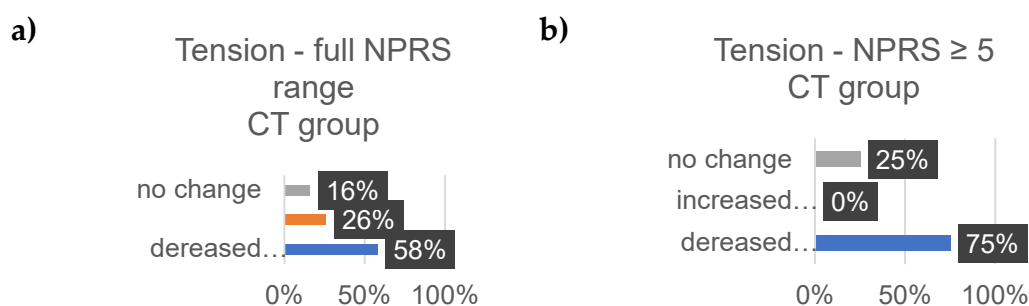 a)
Tension - full NPRS
range
CT group
no change
16%
26%
dereased…
58%
0% 50% 100%
b)
Tension - NPRS ≥ 5
CT group
no change
25%
increased…
0%
dereased…
75%
0% 50% 100%